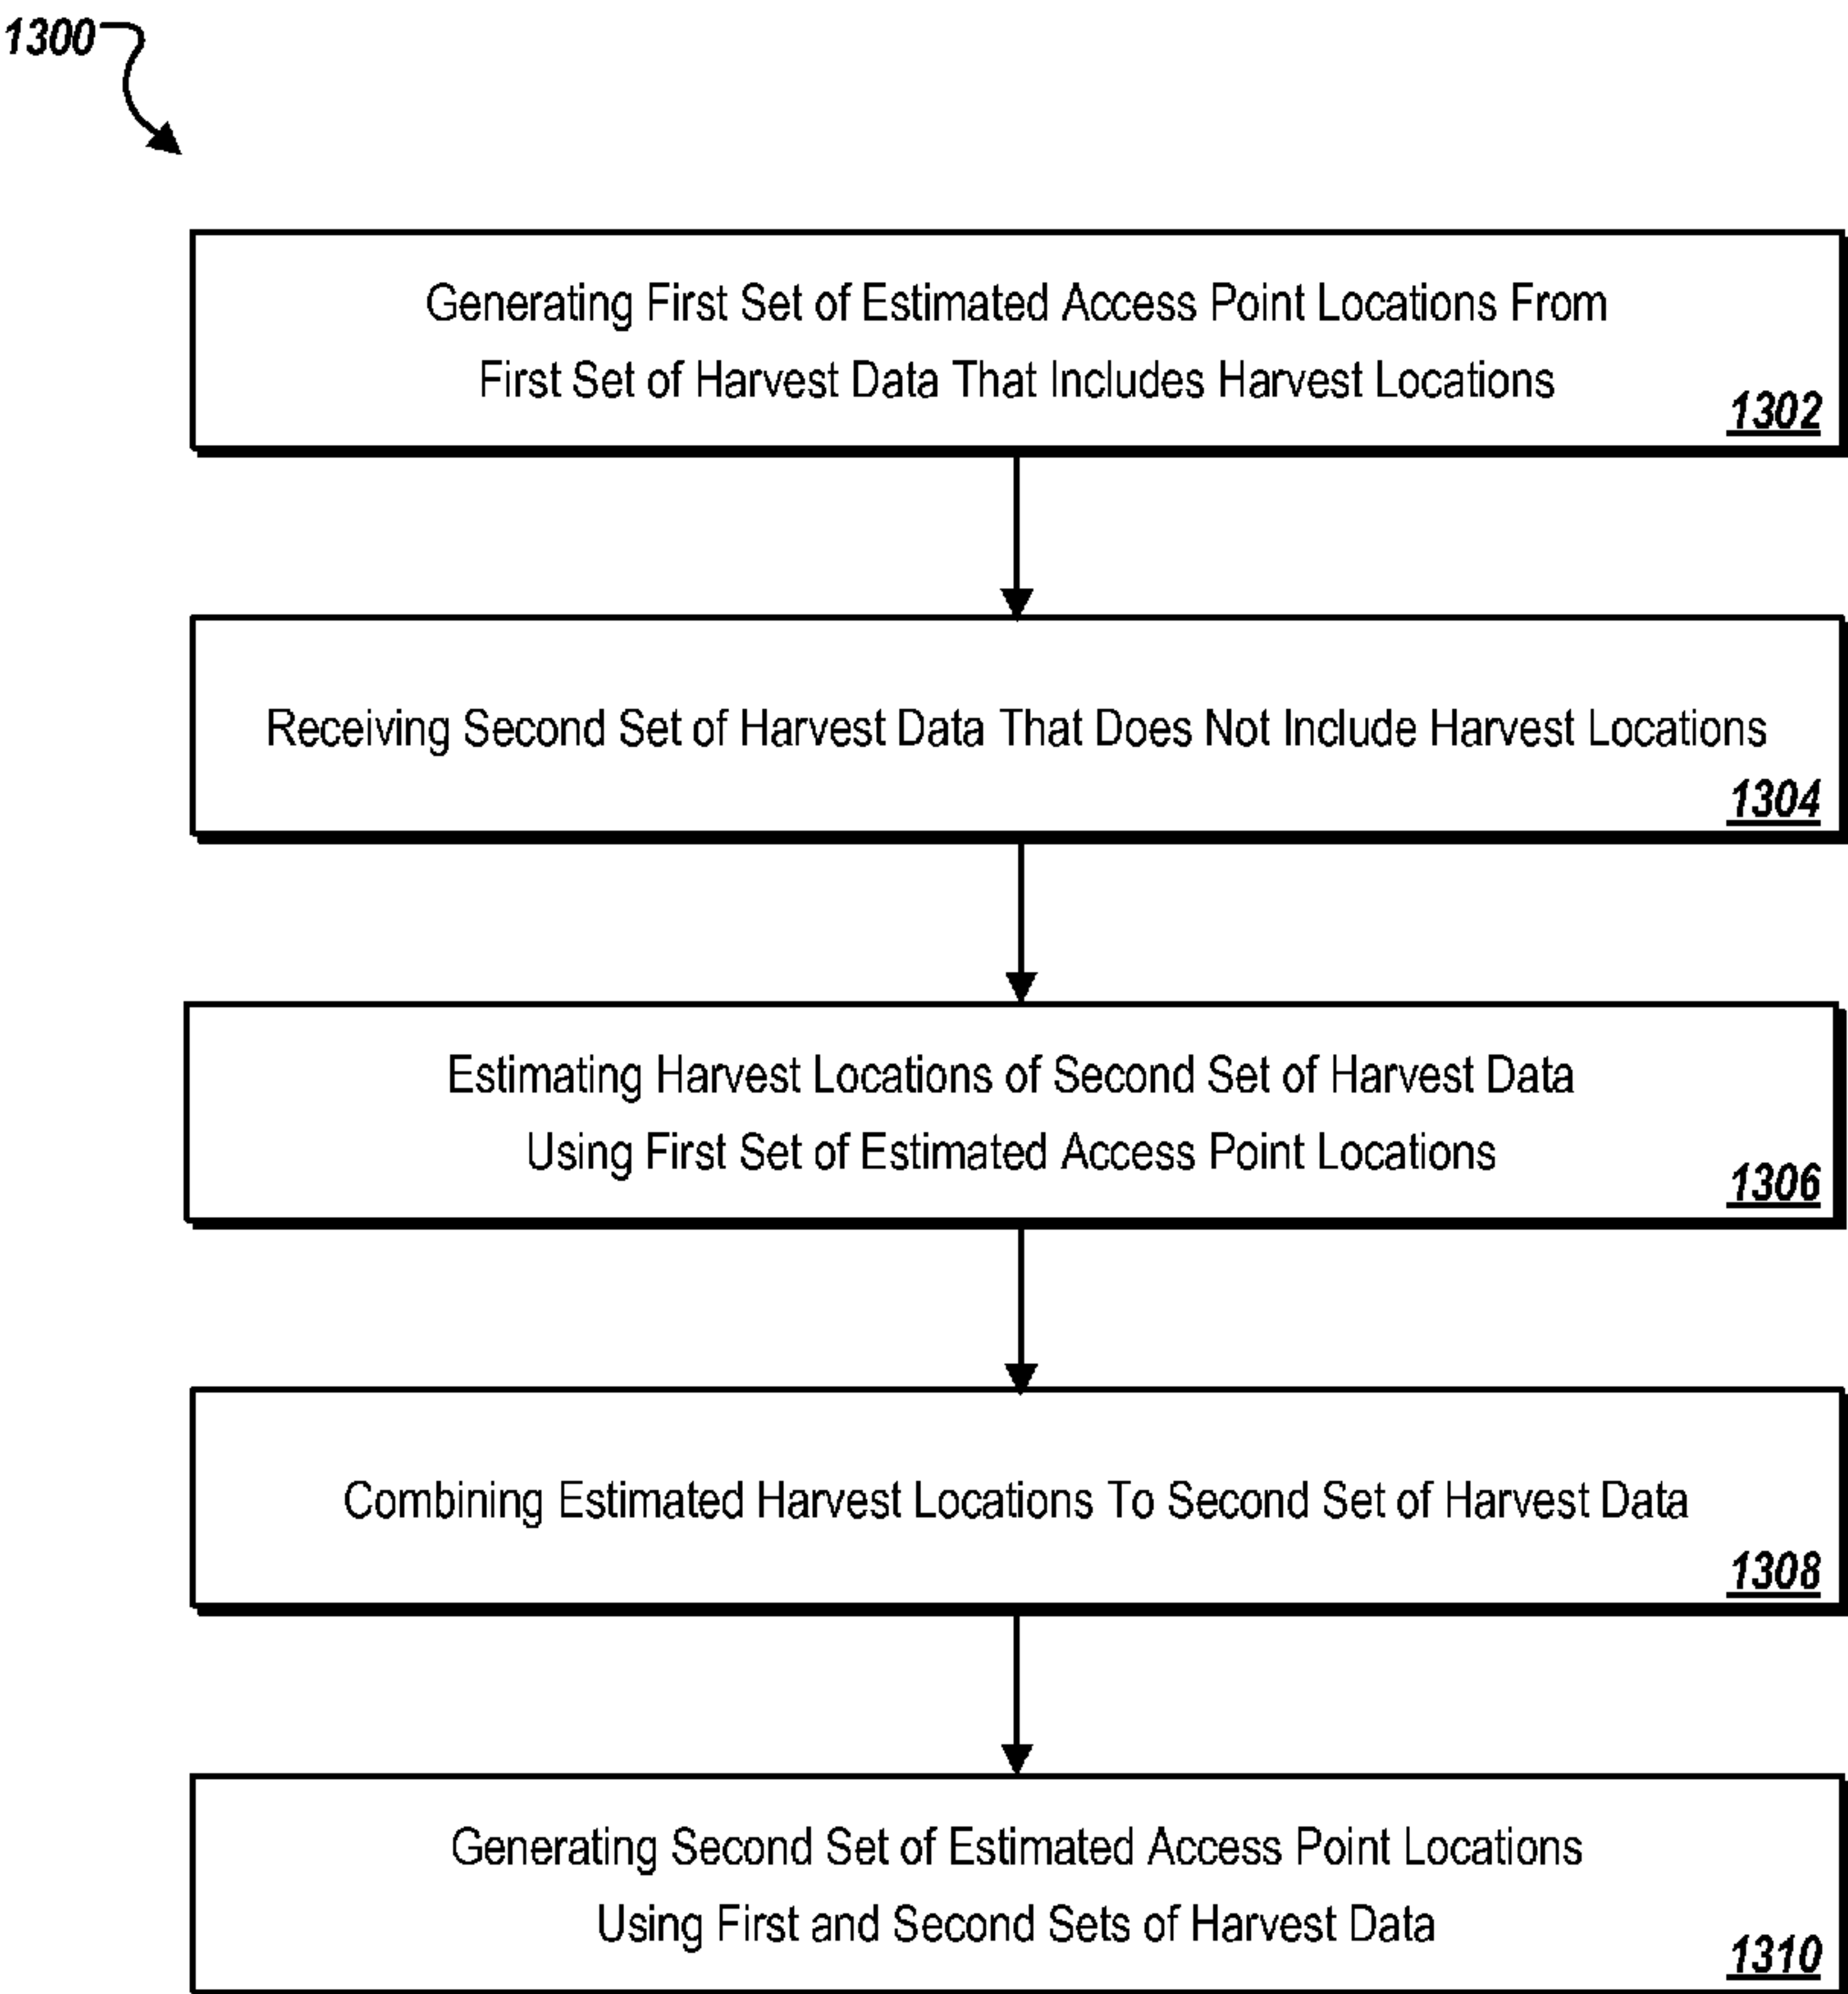 1300
Generating First Set of Estimated Access Point Locations From
First Set of Harvest Data That Includes Harvest Locations
1302
Receiving Second Set of Harvest Data That Does Not Include Harvest Locations
1304
Estimating Harvest Locations of Second Set of Harvest Data
Using First Set of Estimated Access Point Locations
1306
Combining Estimated Harvest Locations To Second Set of Harvest Data
1308
Generating Second Set of Estimated Access Point Locations
Using First and Second Sets of Harvest Data
1310